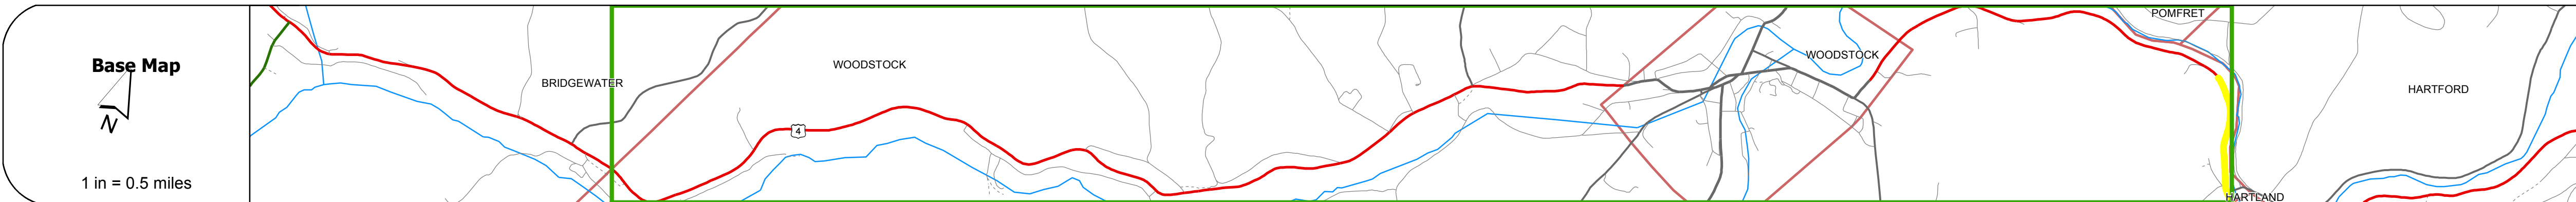 Base Map
N
1 in = 0.5 miles
BRIDGEWATER
WOODSTOCK
4
WOODSTOCK
POMFRET
HARTFORD
HARTLAND